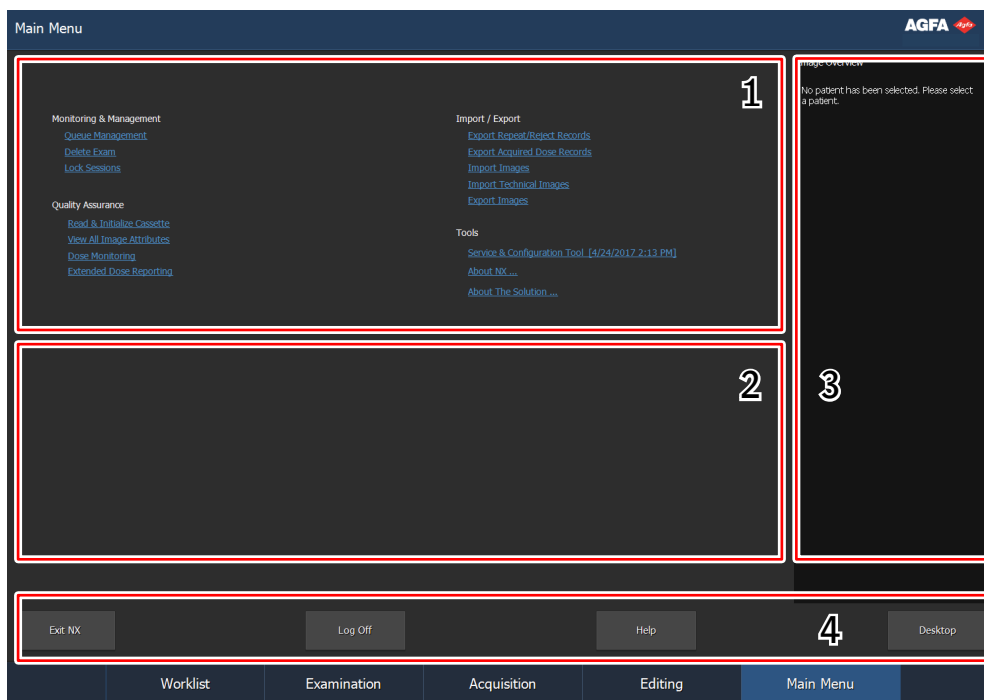 Main Menu
AGFA
Agfa
1
Monitoring & Management
Queue Management
Delete Exam
Lock Sessions
Quality Assurance
Read & Initialize Cassette
View All Image Attributes
Dose Monitoring
Extended Dose Reporting
Import / Export
Export Repeat/Reject Records
Export Acquired Dose Records
Import Images
Import Technical Images
Export Images
Tools
Service & Configuration Tool [4/24/2017 2:13 PM]
About NX ...
About The Solution ...
2
Image Overview
No patient has been selected. Please select
a patient.
3
Exit NX
Log Off
Help
4
Desktop
Worklist
Examination
Acquisition
Editing
Main Menu